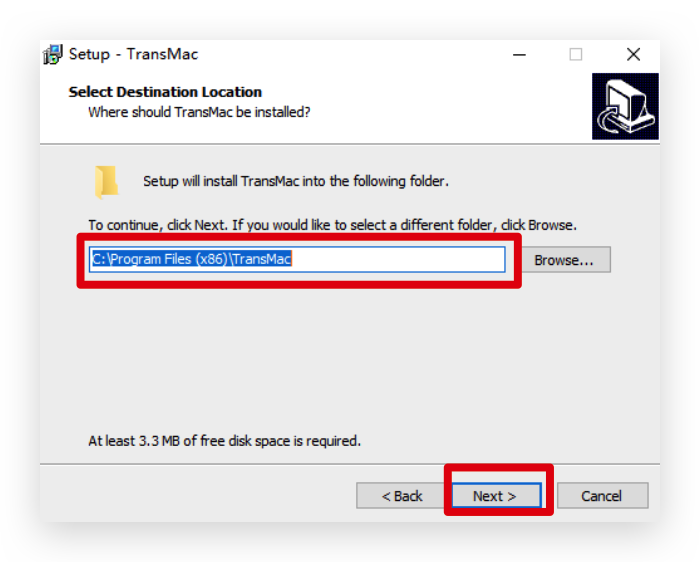 Setup - TransMac
Select Destination Location
Where should TransMac be installed?
Setup will install TransMac into the following folder.
To continue, click Next. If you would like to select a different folder, click Browse.
C:\Program Files (x86)\TransMac
Browse...
At least 3.3 MB of free disk space is required.
< Back
Next >
Cancel